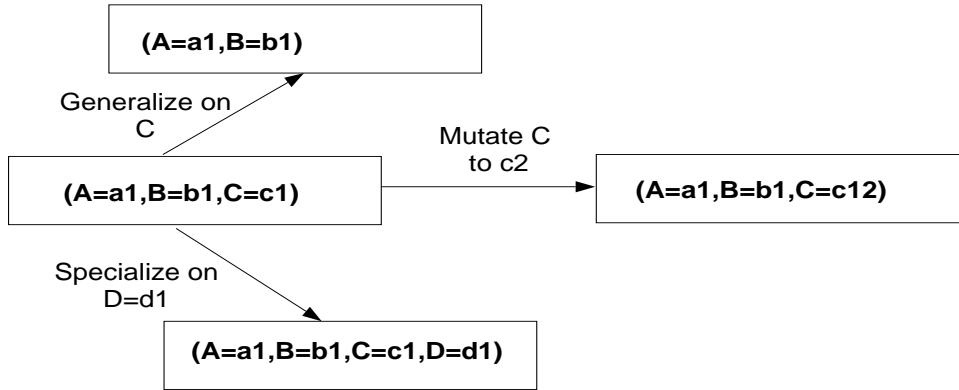 (A=a1,B=b1)
Generalize on
C
Mutate C
to c2
(A=a1,B=b1,C=c1)
(A=a1,B=b1,C=c12)
Specialize on
D=d1
(A=a1,B=b1,C=c1,D=d1)